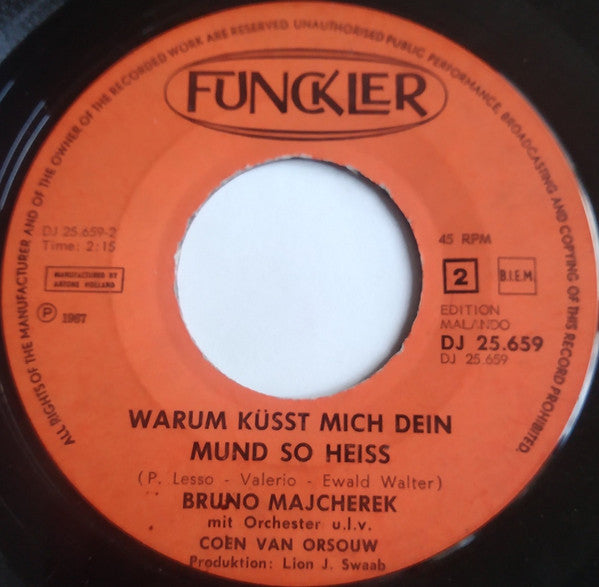 ALL RIGHTS OF THE MANUFACTURER AND OF THE OWNER OF THE RECORDED WORK ARE RESERVED UNAUTHORISED PUBLIC PERFORMANCE, BROADCASTING AND COPYING OF THIS RECORD PROHIBITED.
FUNCKLER
DJ 25.659-2
Time: 2:15
45 RPM
MANUFACTURED BY
ARTONE HOLLAND
2
B.I.E.M.
℗ 1967
EDITION
MALANDO
DJ 25.659
DJ 25.659
WARUM KÜSST MICH DEIN
MUND SO HEISS
(P. Lesso - Valerio - Ewald Walter)
BRUNO MAJCHEREK
mit Orchester u.l.v.
COEN VAN ORSOUW
Produktion: Lion J. Swaab